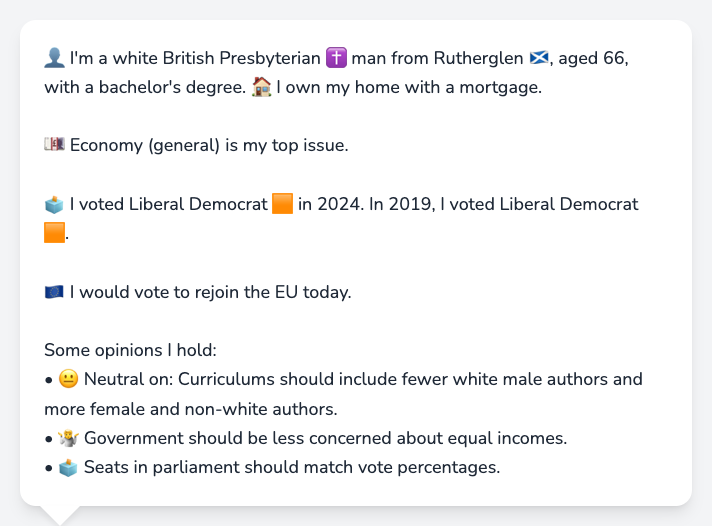 👤 I'm a white British Presbyterian ✝️ man from Rutherglen 🏴󠁧󠁢󠁳󠁣󠁴󠁿, aged 66,
with a bachelor's degree. 🏠 I own my home with a mortgage.
💷 Economy (general) is my top issue.
🗳️ I voted Liberal Democrat 🟧 in 2024. In 2019, I voted Liberal Democrat
🟧.
🇪🇺 I would vote to rejoin the EU today.
Some opinions I hold:
• 😐 Neutral on: Curriculums should include fewer white male authors and
more female and non-white authors.
• 🤷 Government should be less concerned about equal incomes.
• 🗳️ Seats in parliament should match vote percentages.